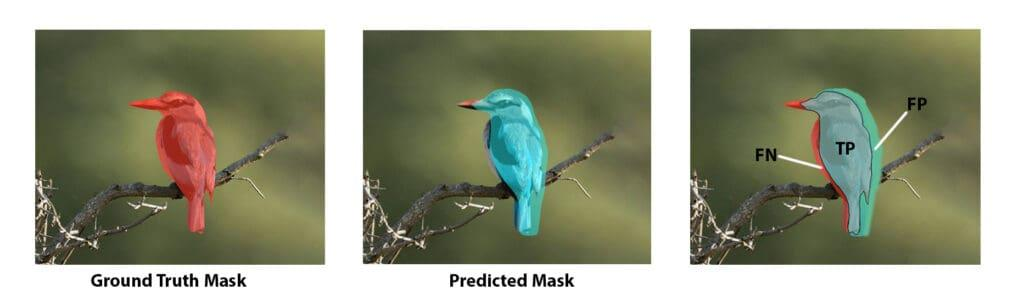 FP
FN
TP
Ground Truth Mask
Predicted Mask